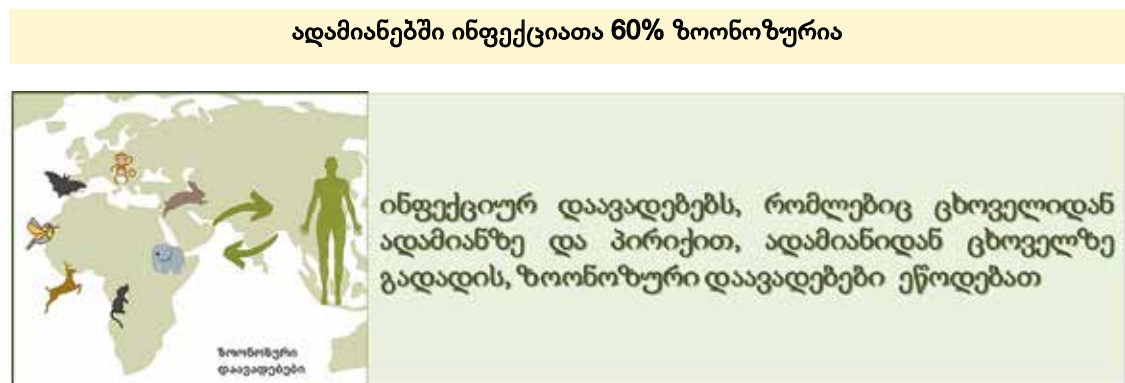 ადამიანებში ინფექციათა 60% ზოონოზურია
ინფექციურ დაავადებებს, რომლებიც ცხოველიდან
ადამიანზე და პირიქით, ადამიანიდან ცხოველზე
გადადის, ზოონოზური დაავადებები ეწოდებათ
ზოონოზური
დაავადებები